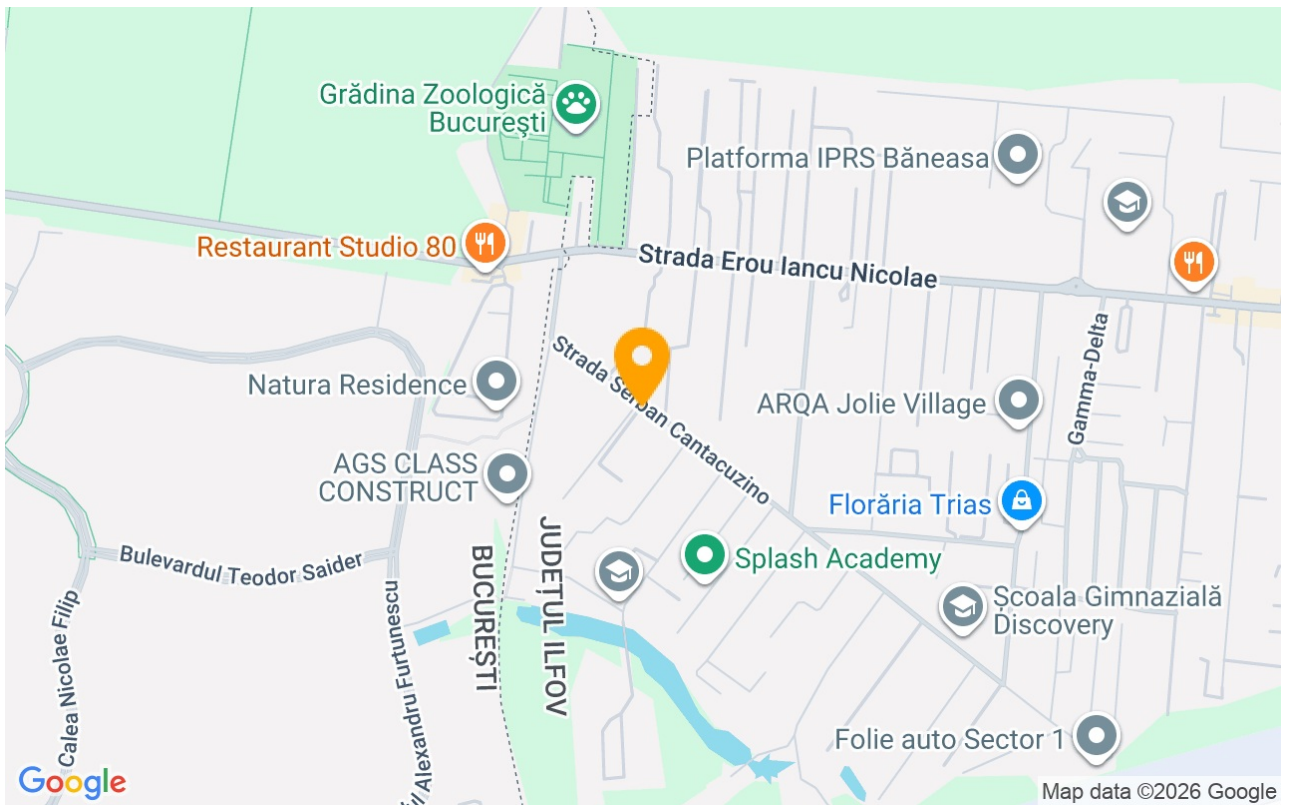 Grădina Zoologică
București
Platforma IPRS Băneasa
Restaurant Studio 80
Strada Erou Iancu Nicolae
Strada Șerban Cantacuzino
Natura Residence
ARQA Jolie Village
Gamma-Delta
AGS CLASS
CONSTRUCT
Florăria Trias
Bulevardul Teodor Saider
BUCUREȘTI
JUDEȚUL ILFOV
Splash Academy
Școala Gimnazială
Discovery
Calea Nicolae Filip
Alexandru Furtunescu
Folie auto Sector 1
Google
Map data ©2026 Google